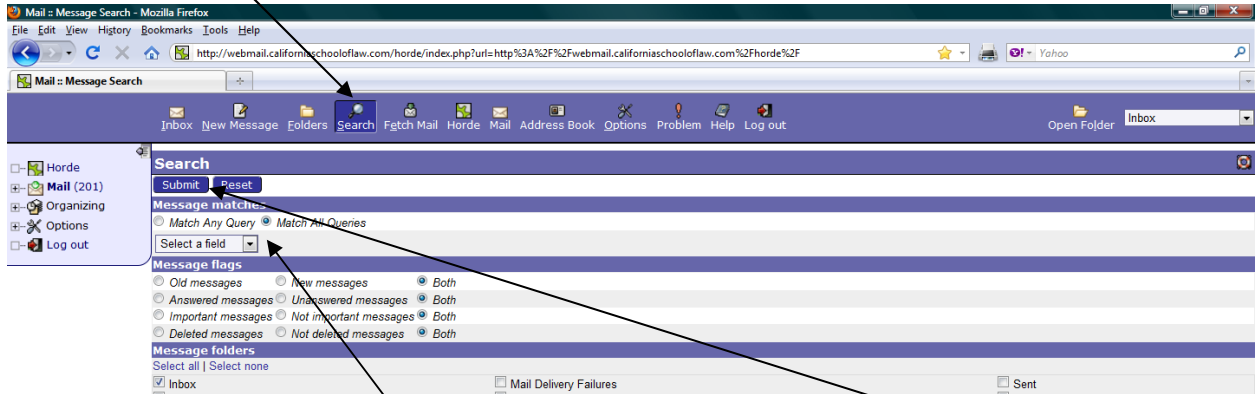 Mail :: Message Search - Mozilla Firefox
File Edit View History Bookmarks Tools Help
http://webmail.californiaschooloflaw.com/horde/index.php?url=http%3A%2F%2Fwebmail.californiaschooloflaw.com%2Fhorde%2F
Yahoo
Mail :: Message Search
Inbox New Message Folders Search Fetch Mail Horde Mail Address Book Options Problem Help Log out Open Folder Inbox
Horde
Mail (201)
Organizing
Options
Log out
Search
Submit Reset
Message matches
Match Any Query Match All Queries
Select a field
Message flags
Old messages New messages Both
Answered messages Unanswered messages Both
Important messages Not important messages Both
Deleted messages Not deleted messages Both
Message folders
Select all | Select none
Inbox Mail Delivery Failures Sent